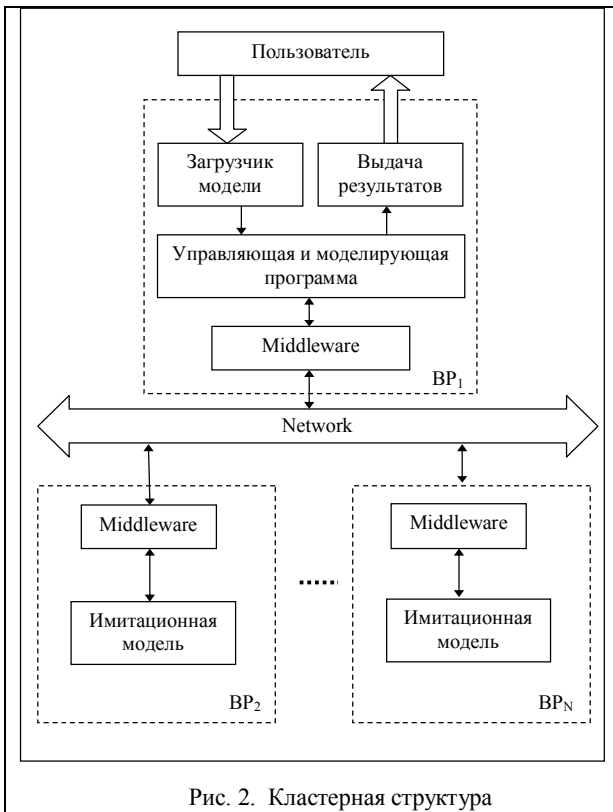 Пользователь
Загрузчик
модели
Выдача
результатов
Управляющая и моделирующая
программа
Middleware
BP₁
Network
Middleware
Имитационная
модель
BP₂
......
Middleware
Имитационная
модель
BPN
Рис. 2. Кластерная структура